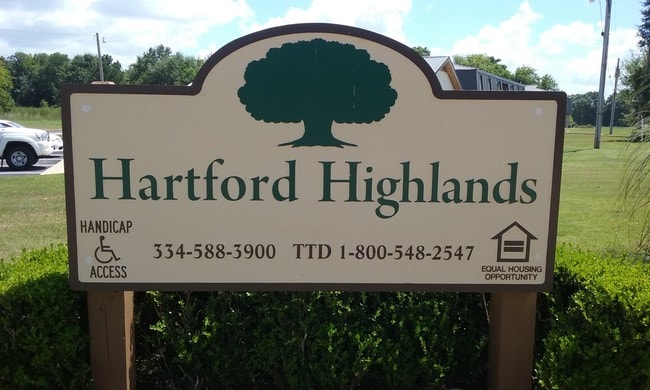 Hartford Highlands
HANDICAP
ACCESS
334-588-3900 TTD 1-800-548-2547
EQUAL HOUSING
OPPORTUNITY